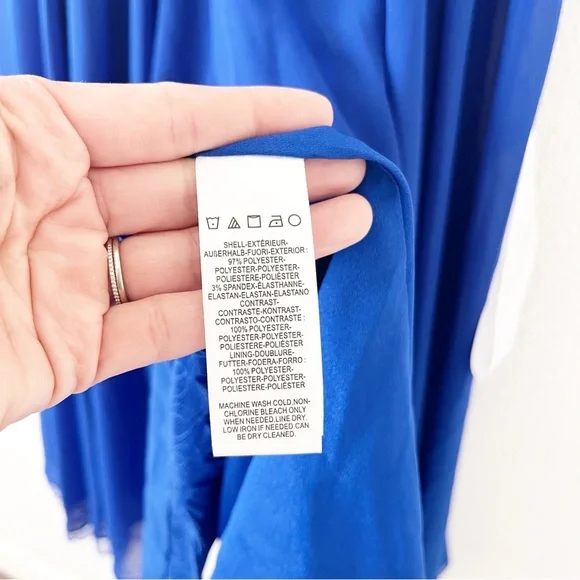 SHELL-EXTÉRIEUR-
AUßERHALB-FUORI-EXTERIOR :
97% POLYESTER-
POLYESTER-POLYESTER-
POLIESTERE-POLIÉSTER
3% SPANDEX-ÉLASTHANNE-
ELASTAN-ELASTAN-ELASTANO
CONTRAST-
CONTRASTE-KONTRAST-
CONTRASTO-CONTRASTE :
100% POLYESTER-
POLYESTER-POLYESTER-
POLIESTERE-POLIÉSTER
LINING-DOUBLURE-
FUTTER-FODERA-FORRO :
100% POLYESTER-
POLYESTER-POLYESTER-
POLIESTERE-POLIÉSTER
MACHINE WASH COLD.NON-
CHLORINE BLEACH ONLY
WHEN NEEDED.LINE DRY.
LOW IRON IF NEEDED CAN
BE DRY CLEANED.